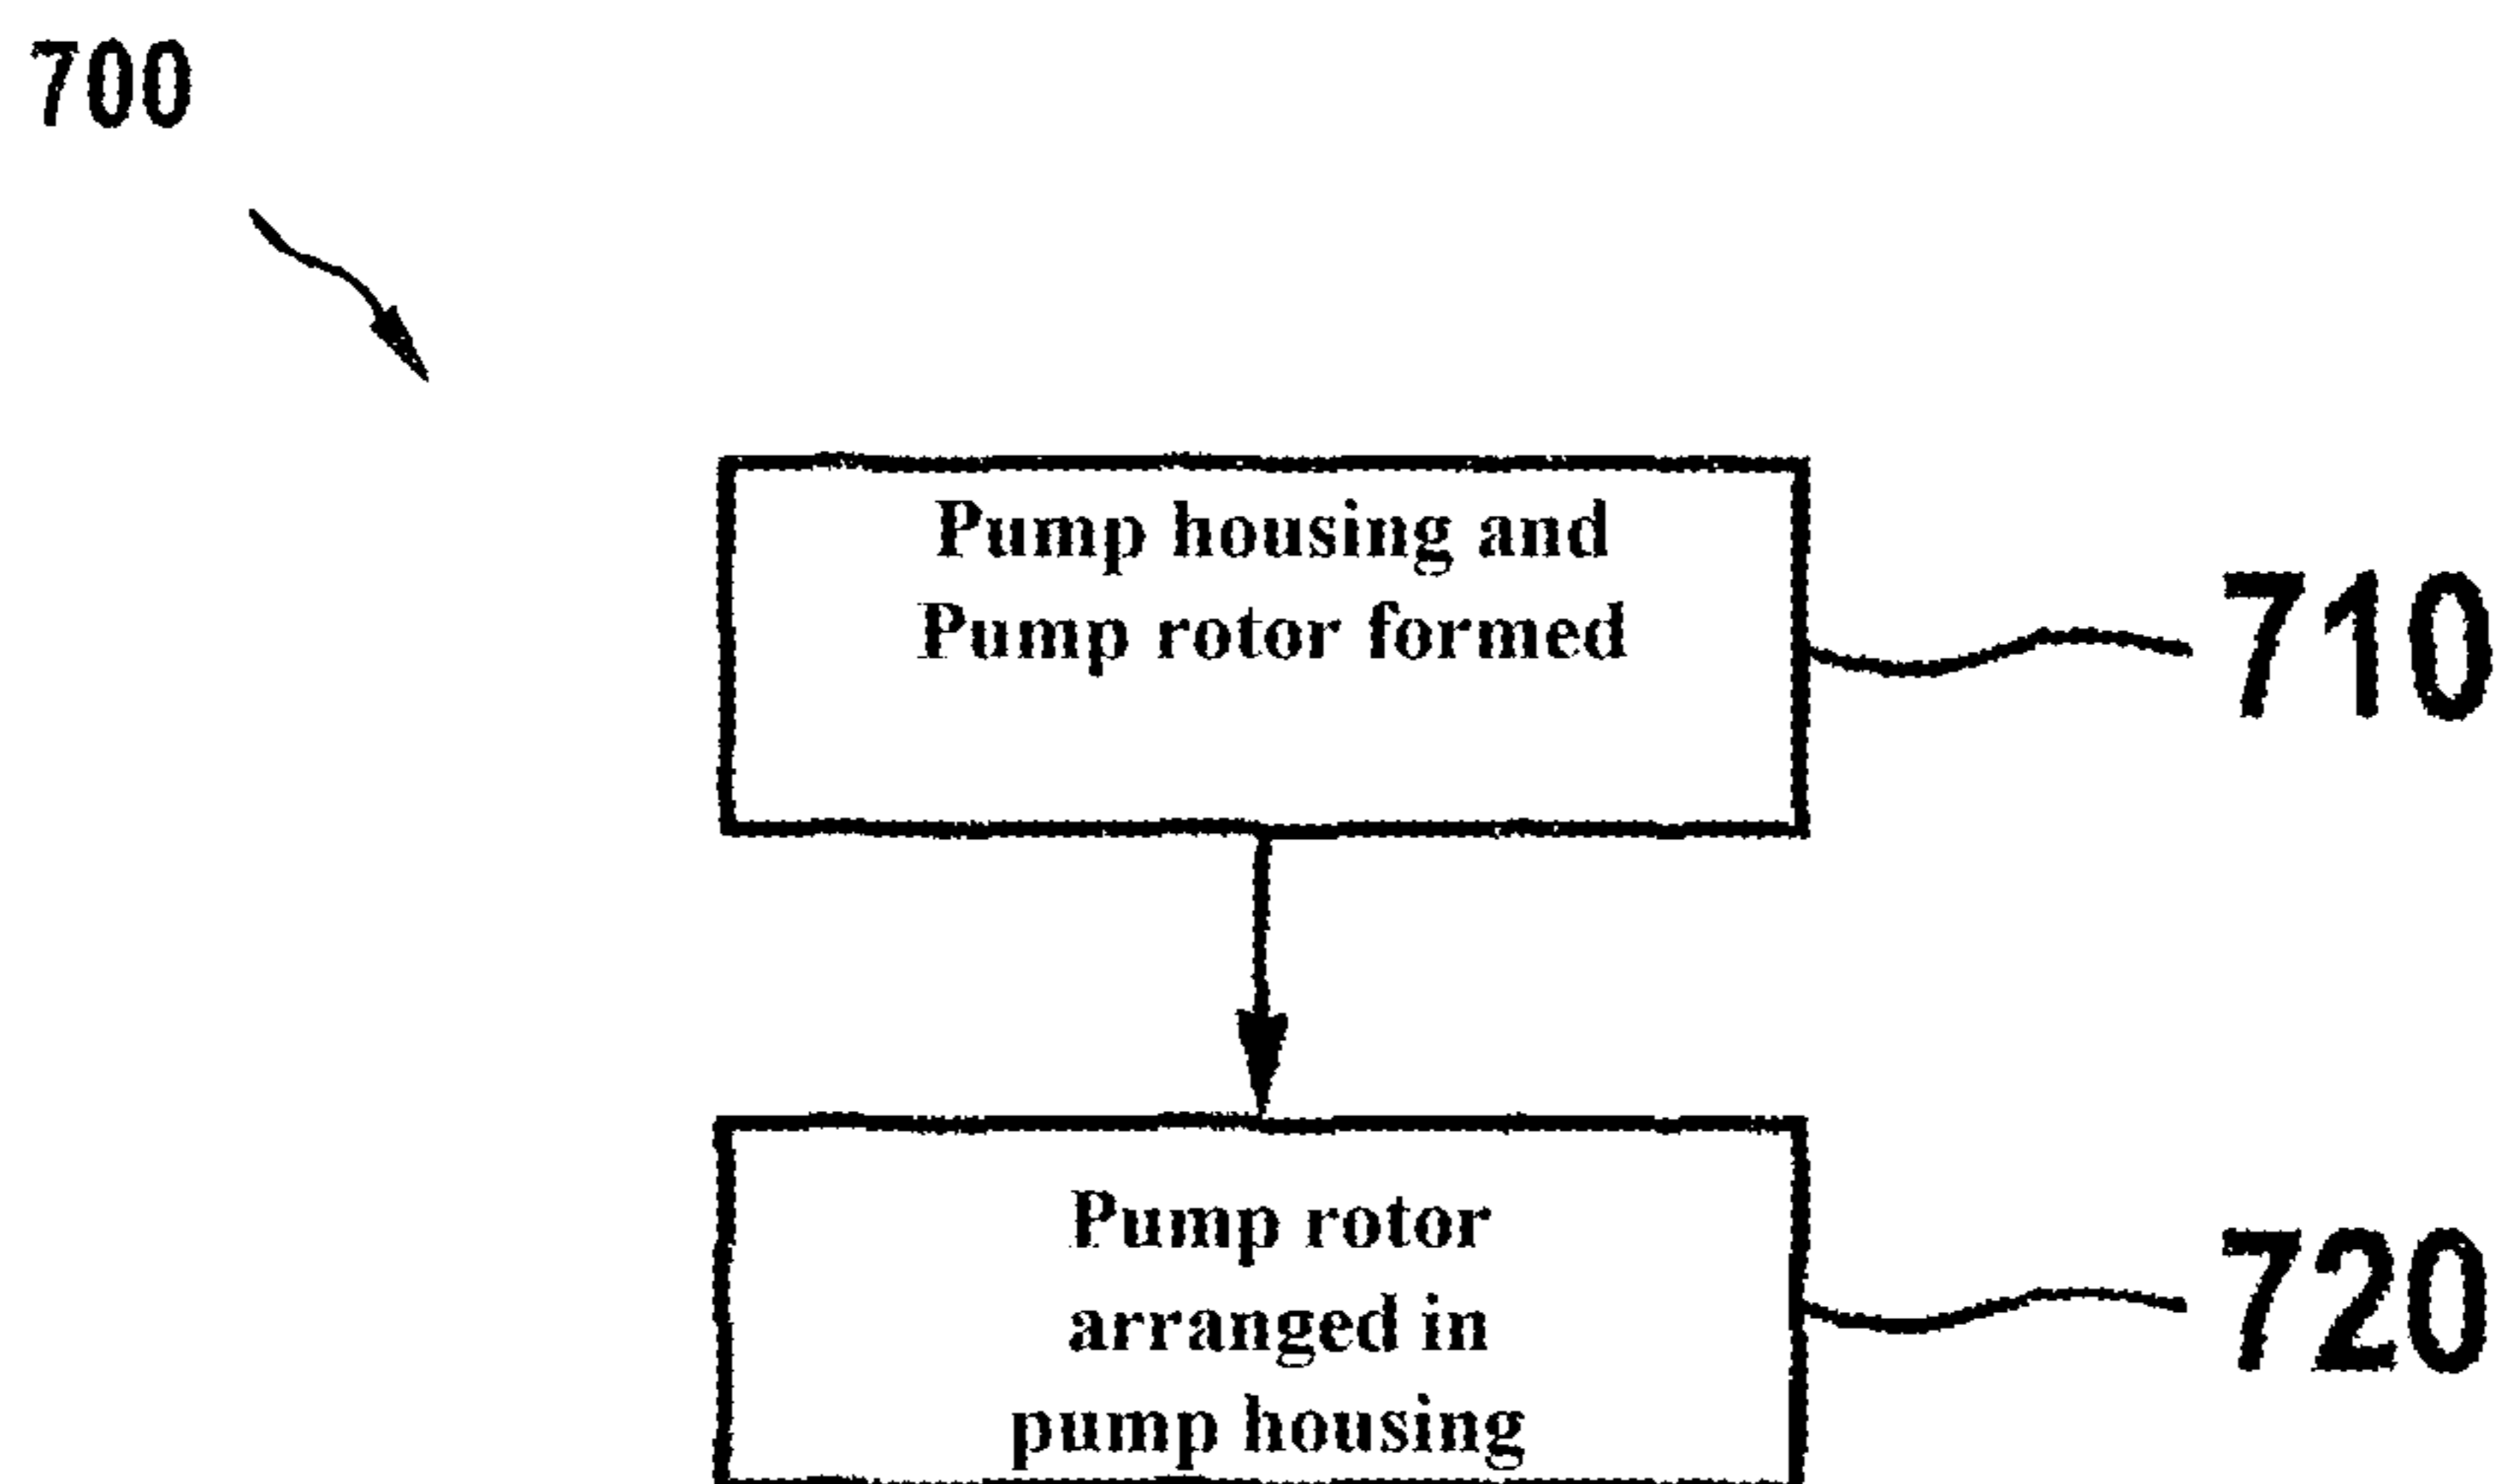 700
Pump housing and
Pump rotor formed
710
Pump rotor
arranged in
pump housing
720